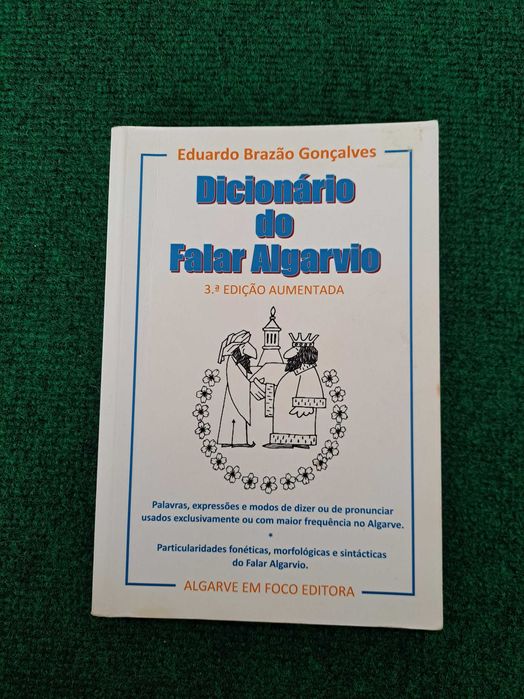 Eduardo Brazão Gonçalves
Dicionário
do
Falar Algarvio
3.ª EDIÇÃO AUMENTADA
Palavras, expressões e modos de dizer ou de pronunciar
usados exclusivamente ou com maior frequência no Algarve.
*
Particularidades fonéticas, morfológicas e sintácticas
do Falar Algarvio.
ALGARVE EM FOCO EDITORA